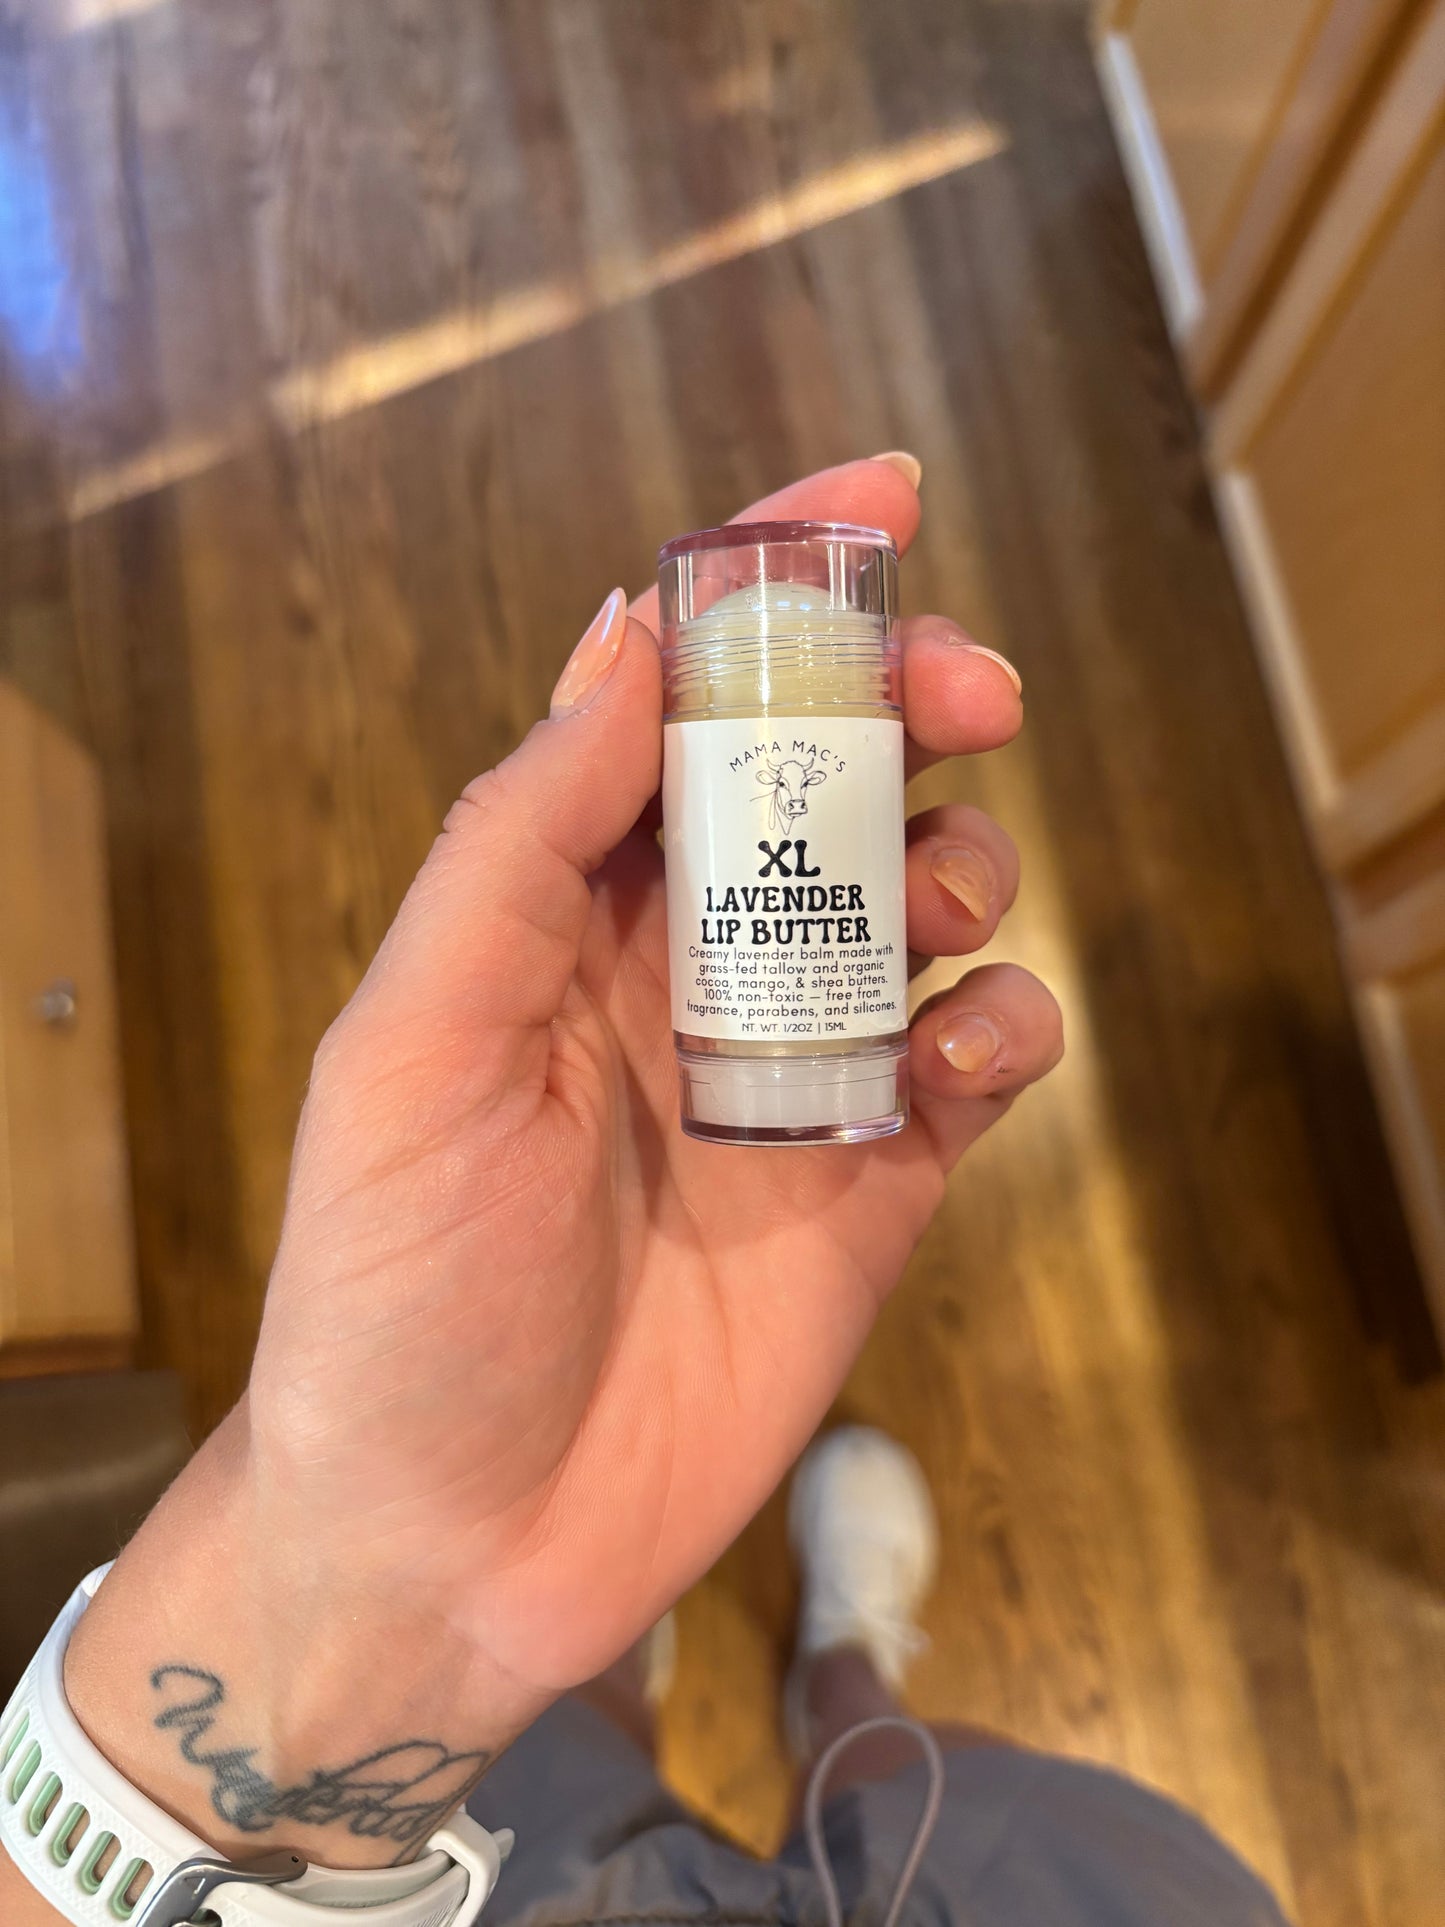 MAMA MAC'S
XL
LAVENDER
LIP BUTTER
Creamy lavender balm made with
grass-fed tallow and organic
cocoa, mango, & shea butters.
100% non-toxic — free from
fragrance, parabens, and silicones.
NT. WT. 1/2OZ | 15ML